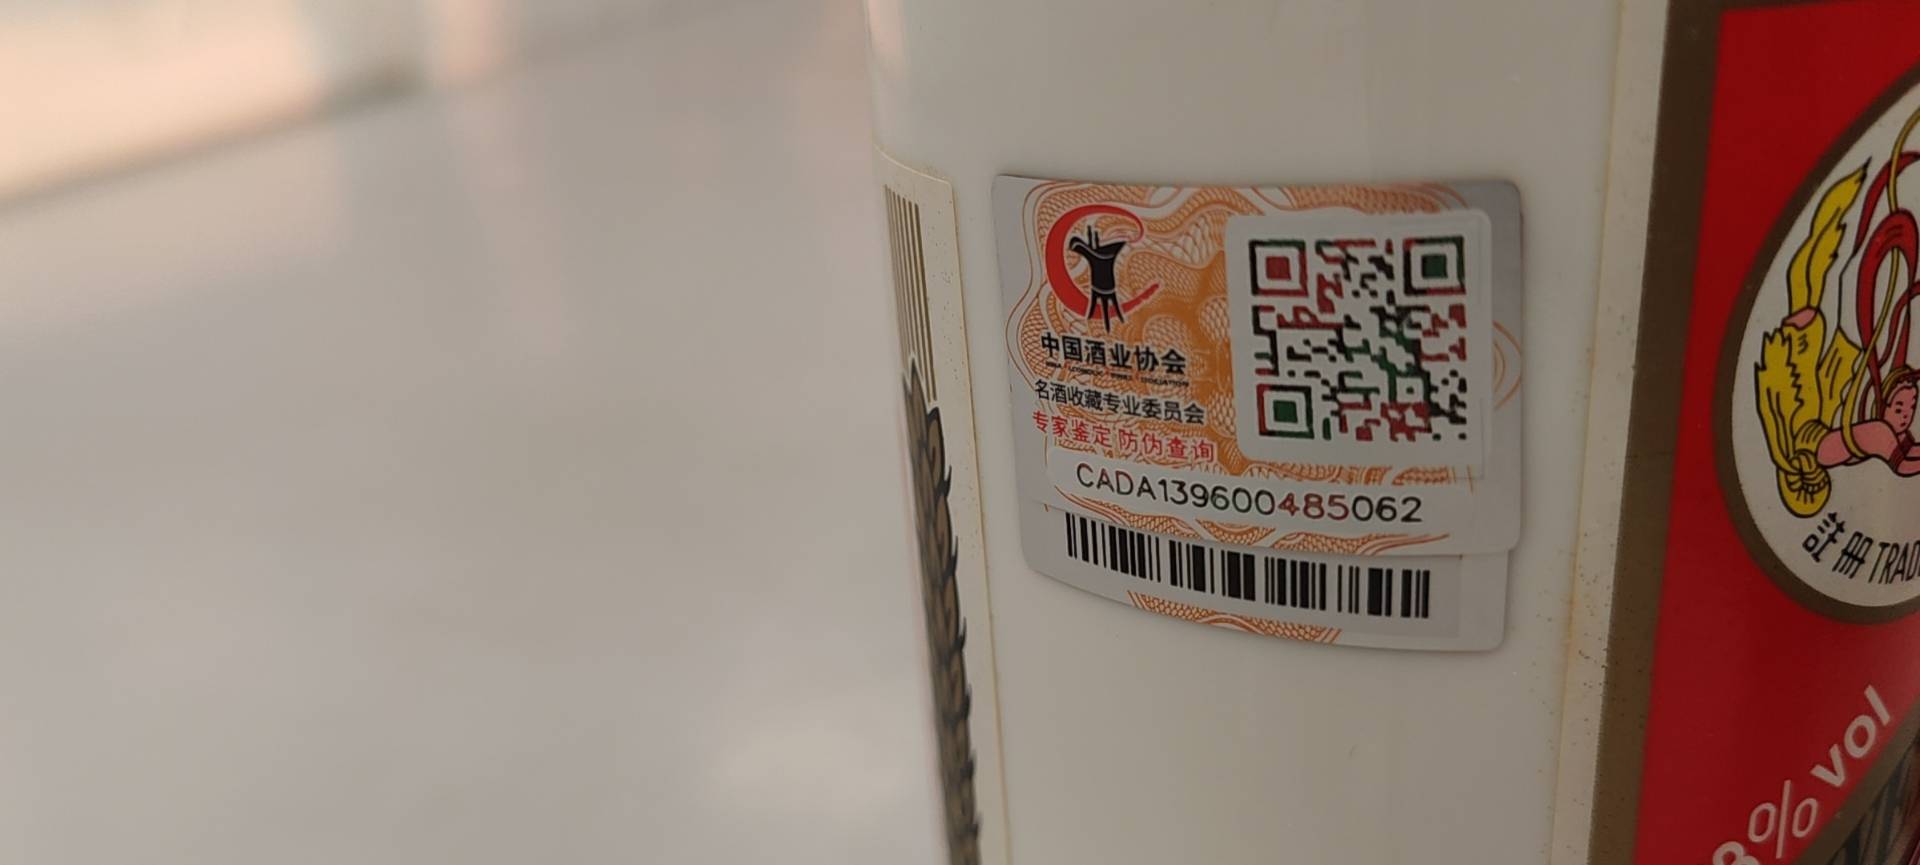 中国酒业协会
名酒收藏专业委员会
专家鉴定 防伪查询
CADA139600485062
註册 TRAD
% vol